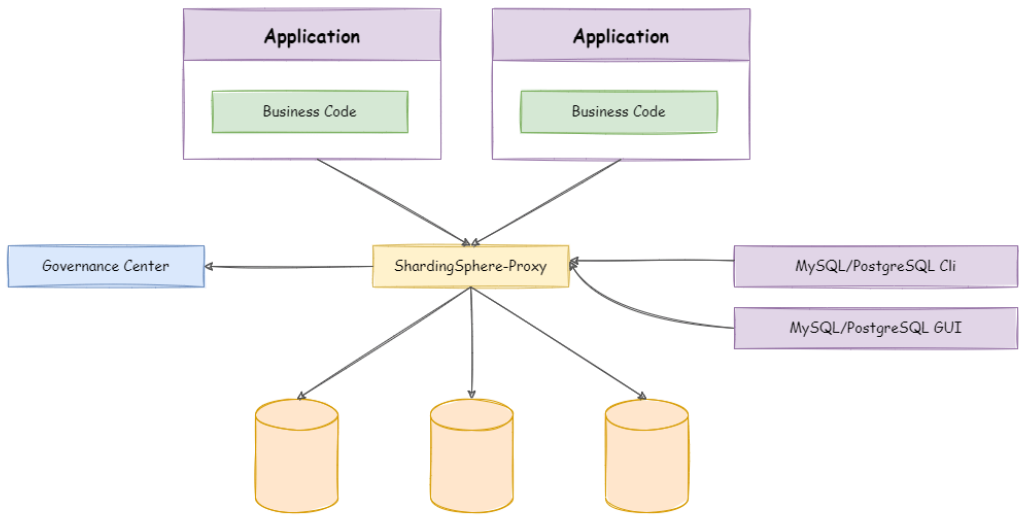 Application
Application
Business Code
Business Code
Governance Center
ShardingSphere-Proxy
MySQL/PostgreSQL Cli
MySQL/PostgreSQL GUI